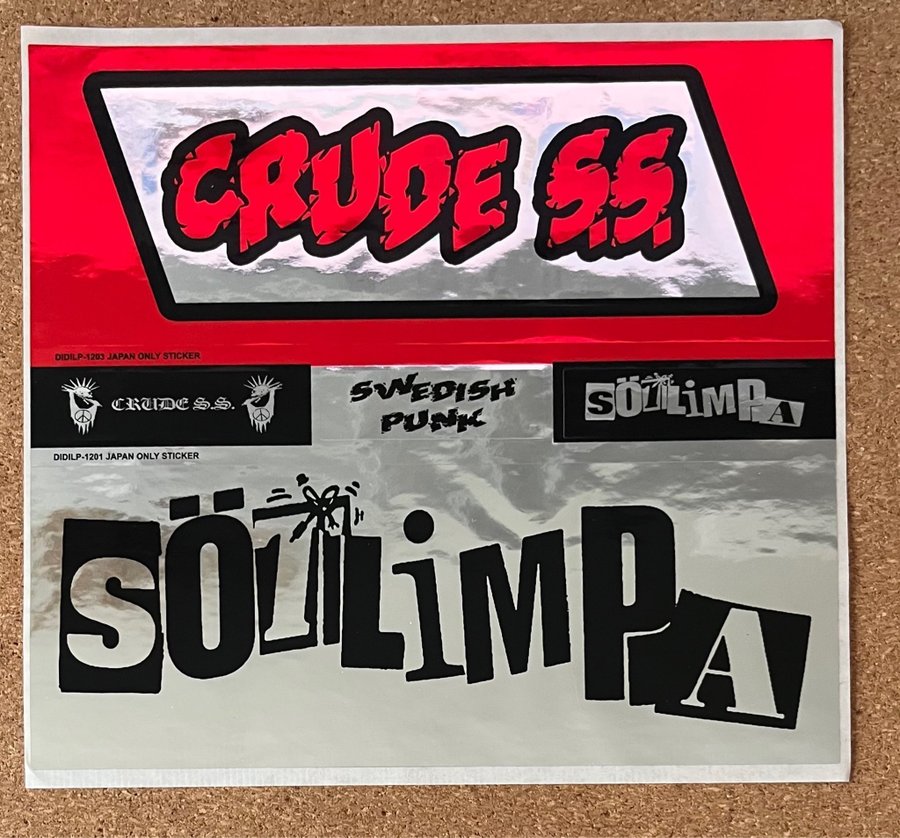 CRUDE S.S.
DIDILP-1203 JAPAN ONLY STICKER
CRUDE S.S.
SWEDISH
PUNK
SÖTLiMPA
DIDILP-1201 JAPAN ONLY STICKER
SÖTLiMPA